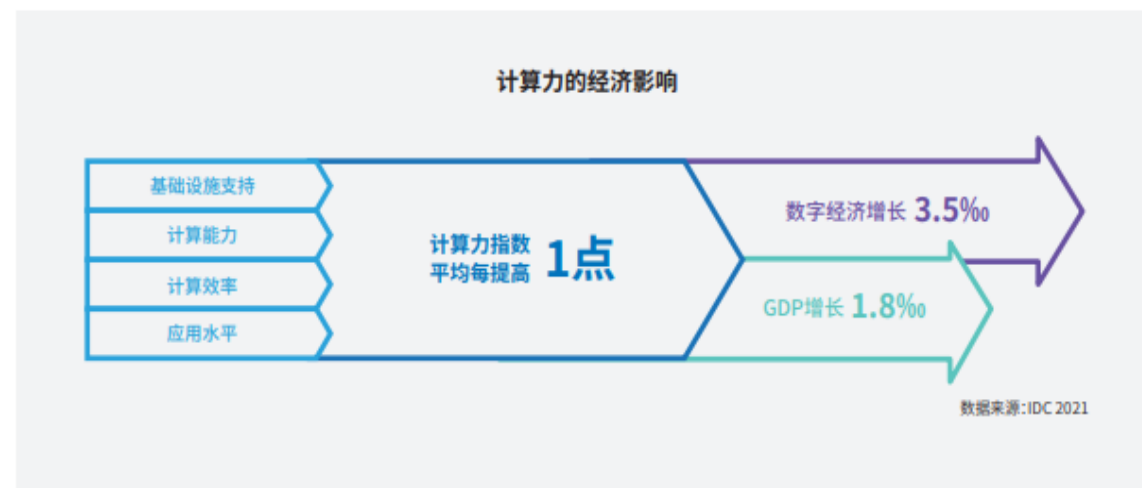 计算力的经济影响
基础设施支持
计算能力
计算效率
应用水平
计算力指数
平均每提高 1点
数字经济增长 3.5‰
GDP增长 1.8‰
数据来源:IDC 2021